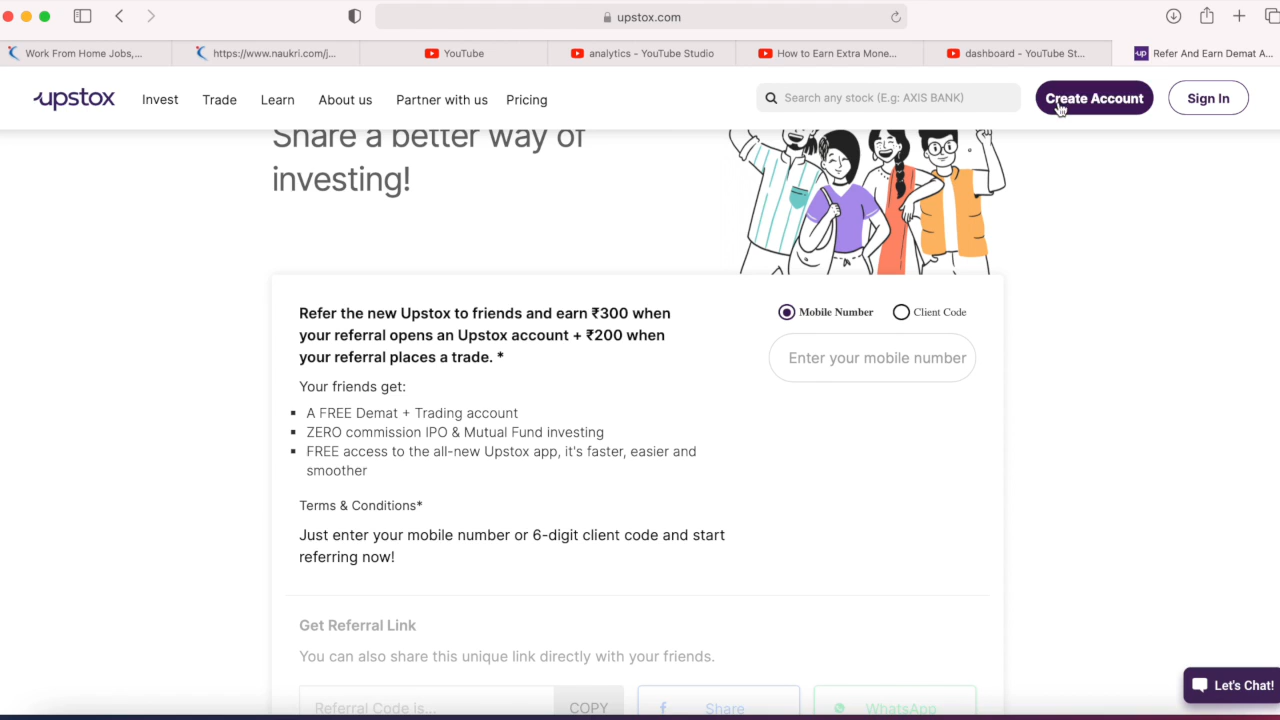 upstox.com
Work From Home Jobs,...
https://www.naukri.com/j...
YouTube
analytics - YouTube Studio
How to Earn Extra Mone...
dashboard - YouTube St...
Refer And Earn Demat A...
upstox
Invest
Trade
Learn
About us
Partner with us
Pricing
Search any stock (E.g: AXIS BANK)
Create Account
Sign In
Share a better way of
investing!
Refer the new Upstox to friends and earn ₹300 when
your referral opens an Upstox account + ₹200 when
your referral places a trade. *
Mobile Number
Client Code
Enter your mobile number
Your friends get:
▪ A FREE Demat + Trading account
▪ ZERO commission IPO & Mutual Fund investing
▪ FREE access to the all-new Upstox app, it's faster, easier and
smoother
Terms & Conditions*
Just enter your mobile number or 6-digit client code and start
referring now!
Get Referral Link
You can also share this unique link directly with your friends.
Referral Code is...
COPY
Share
WhatsApp
Let's Chat!